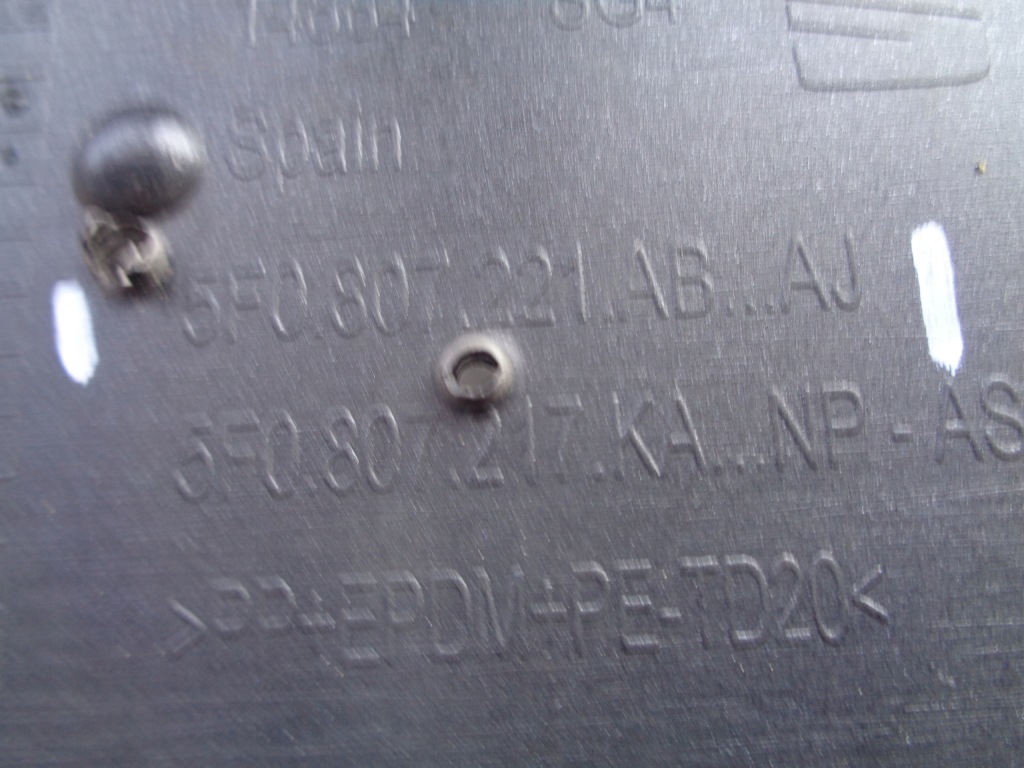 Spain
5F0.807.221.AB...AJ
5F0.807.217.KA...NP - AS
>PP+EPDM+PE-TD20<